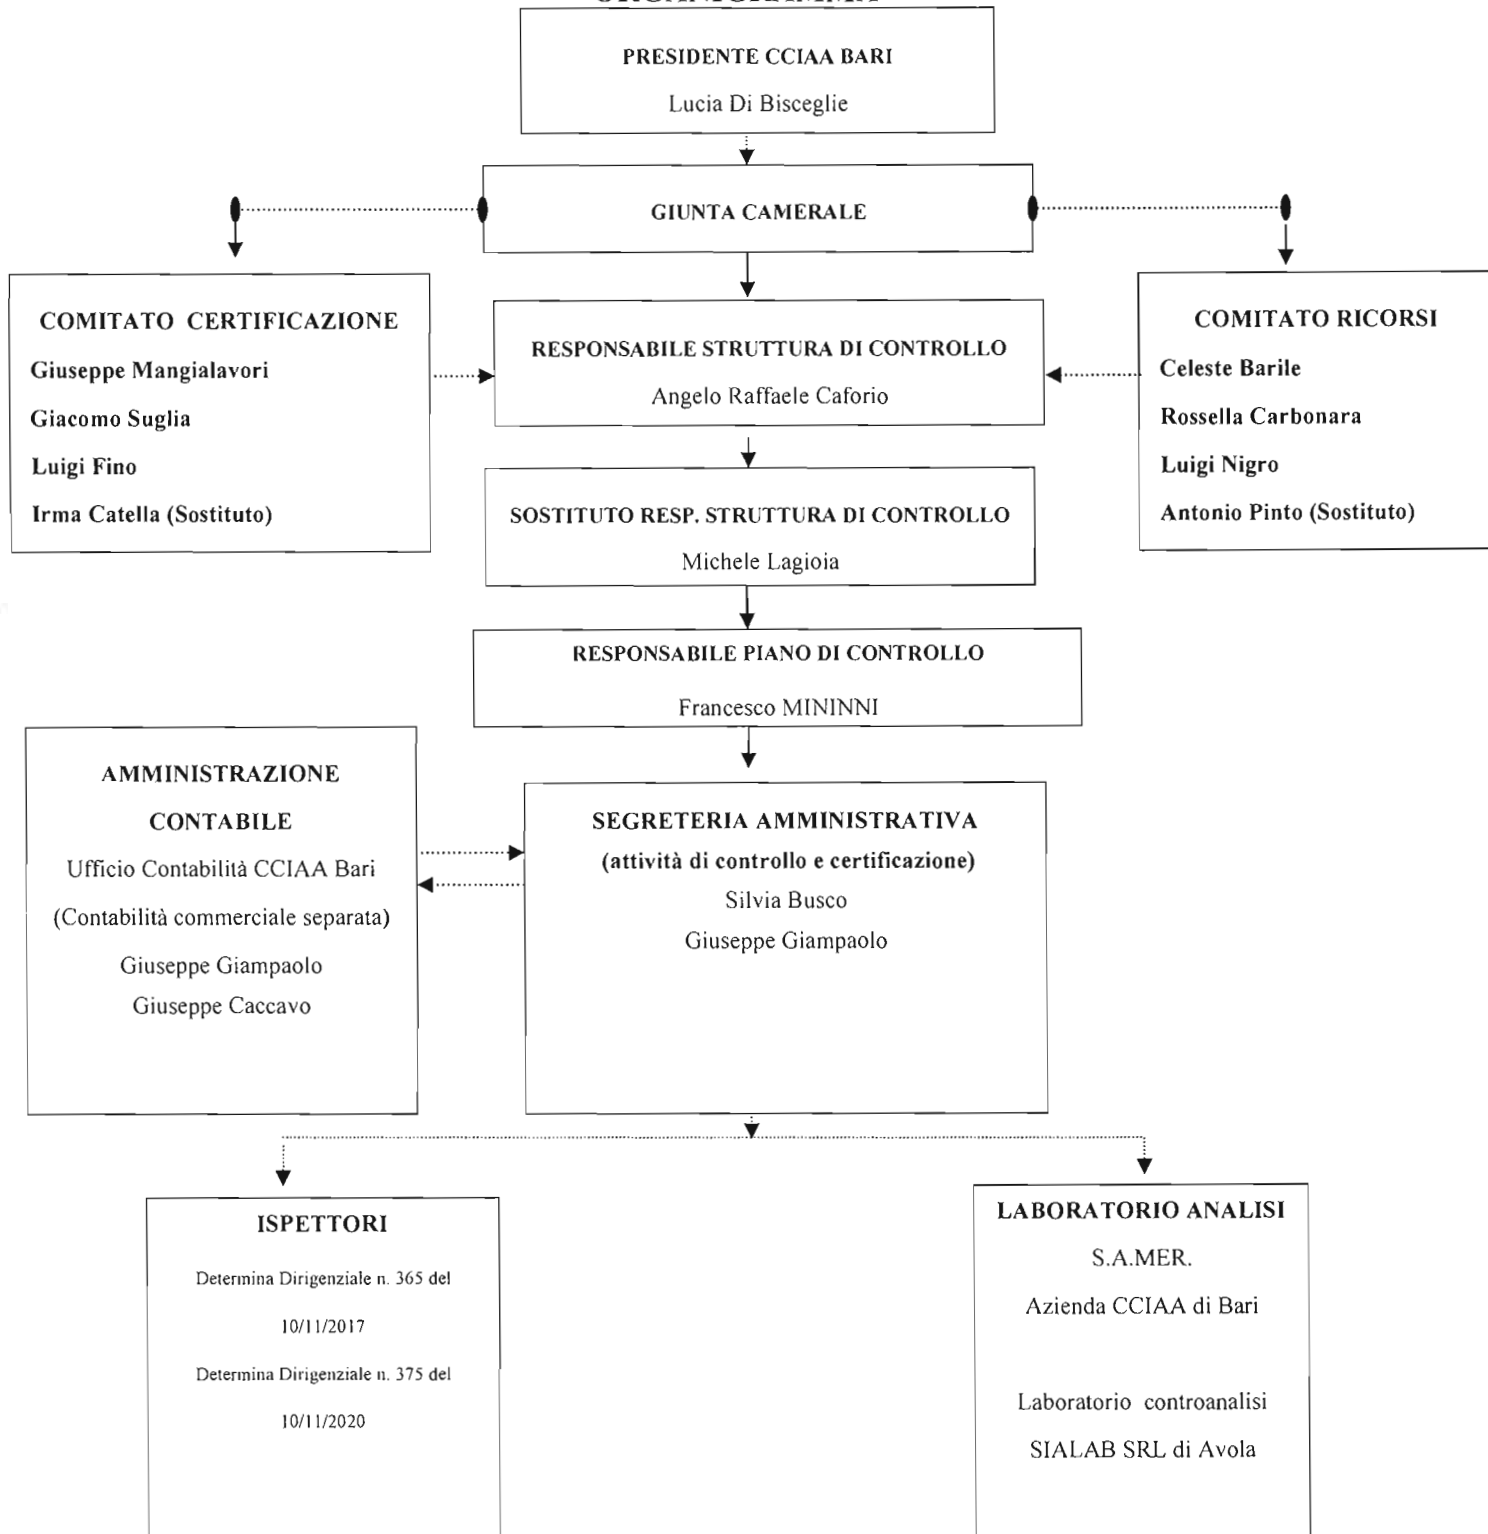 PRESIDENTE CCIAA BARI
Lucia Di Bisceglie
GIUNTA CAMERALE
COMITATO CERTIFICAZIONE
Giuseppe Mangialavori
Giacomo Suglia
Luigi Fino
Irma Catella (Sostituto)
RESPONSABILE STRUTTURA DI CONTROLLO
Angelo Raffaele Caforio
COMITATO RICORSI
Celeste Barile
Rossella Carbonara
Luigi Nigro
Antonio Pinto (Sostituto)
SOSTITUTO RESP. STRUTTURA DI CONTROLLO
Michele Lagioia
RESPONSABILE PIANO DI CONTROLLO
Francesco MININNI
AMMINISTRAZIONE
CONTABILE
Ufficio Contabilità CCIAA Bari
(Contabilità commerciale separata)
Giuseppe Giampaolo
Giuseppe Caccavo
SEGRETERIA AMMINISTRATIVA
(attività di controllo e certificazione)
Silvia Busco
Giuseppe Giampaolo
ISPETTORI
Determina Dirigenziale n. 365 del
10/11/2017
Determina Dirigenziale n. 375 del
10/11/2020
LABORATORIO ANALISI
S.A.MER.
Azienda CCIAA di Bari
Laboratorio controanalisi
SIALAB SRL di Avola